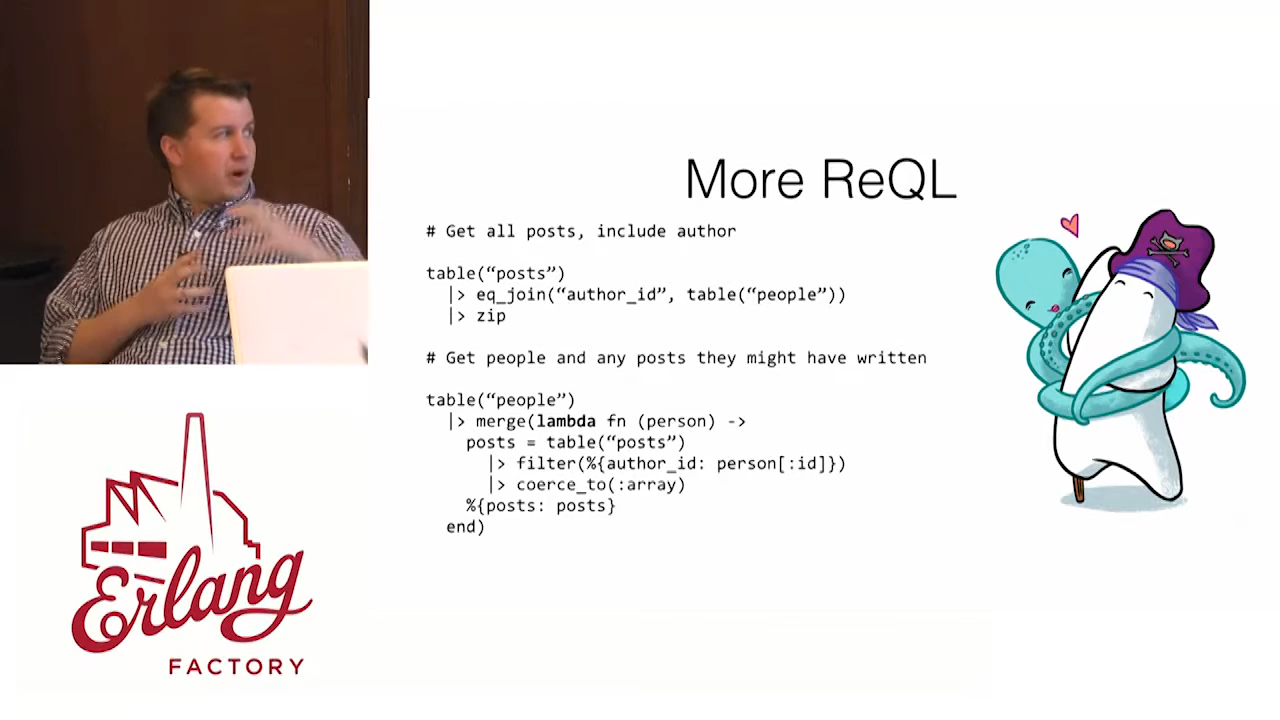 More ReQL
# Get all posts, include author
table(“posts”)
|> eq_join(“author_id”, table(“people”))
|> zip
# Get people and any posts they might have written
table(“people”)
|> merge(lambda fn (person) ->
posts = table(“posts”)
|> filter(%{author_id: person[:id]})
|> coerce_to(:array)
%{posts: posts}
end)
Erlang
FACTORY